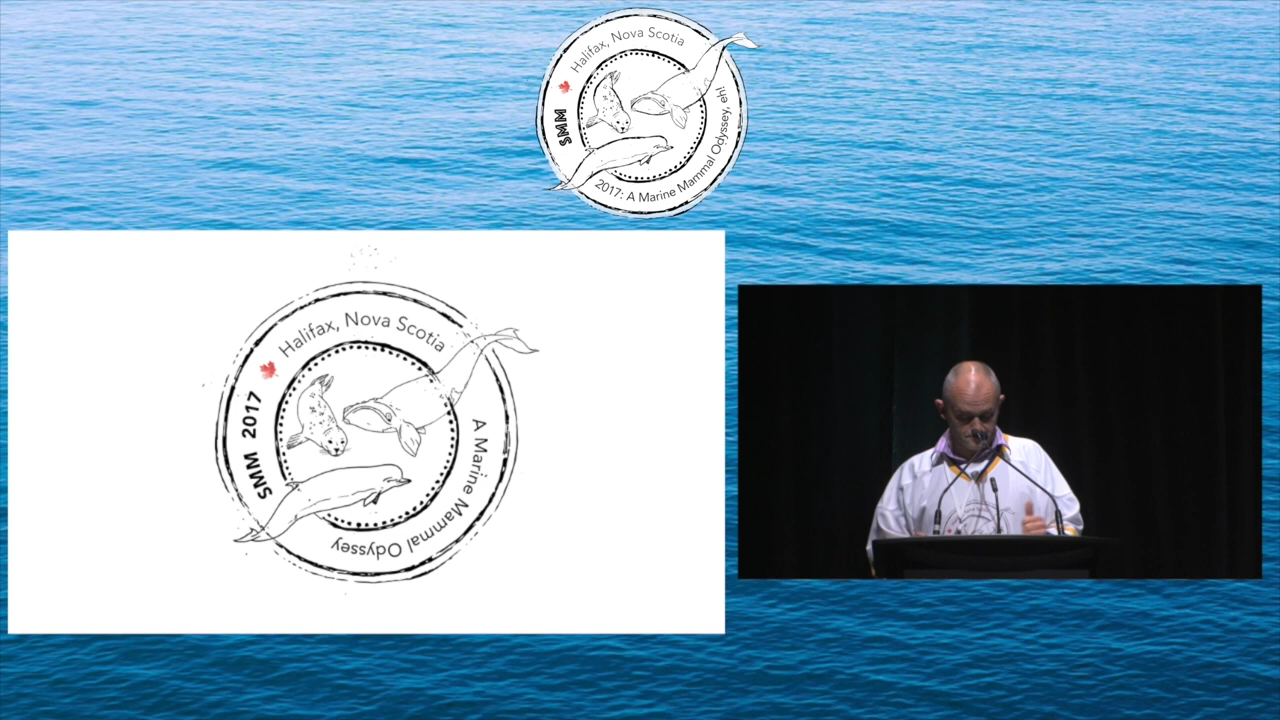 Halifax, Nova Scotia
SMM
2017: A Marine Mammal Odyssey, eh!
Halifax, Nova Scotia
SMM 2017
A Marine Mammal Odyssey